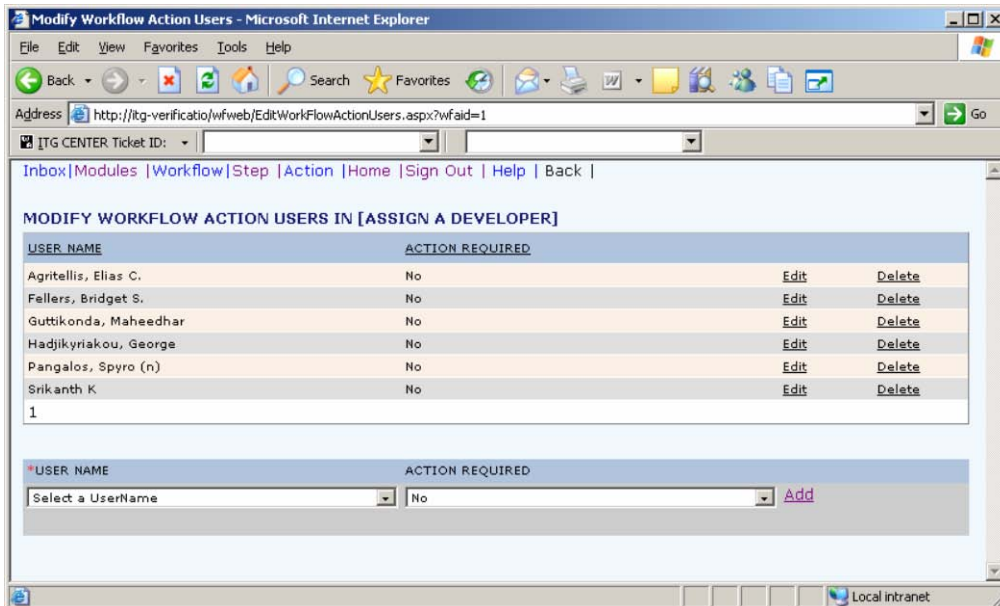 Modify Workflow Action Users - Microsoft Internet Explorer
File Edit View Favorites Tools Help
Back Search Favorites
Address http://itg-verificatio/wfweb/EditWorkFlowActionUsers.aspx?wfaid=1 Go
ITG CENTER Ticket ID:
Inbox|Modules |Workflow|Step |Action |Home |Sign Out | Help | Back |
MODIFY WORKFLOW ACTION USERS IN [ASSIGN A DEVELOPER]
USER NAME ACTION REQUIRED
Agritellis, Elias C. No Edit Delete
Fellers, Bridget S. No Edit Delete
Guttikonda, Maheedhar No Edit Delete
Hadjikyriakou, George No Edit Delete
Pangalos, Spyro (n) No Edit Delete
Srikanth K No Edit Delete
1
*USER NAME ACTION REQUIRED
Select a UserName No Add
Local intranet